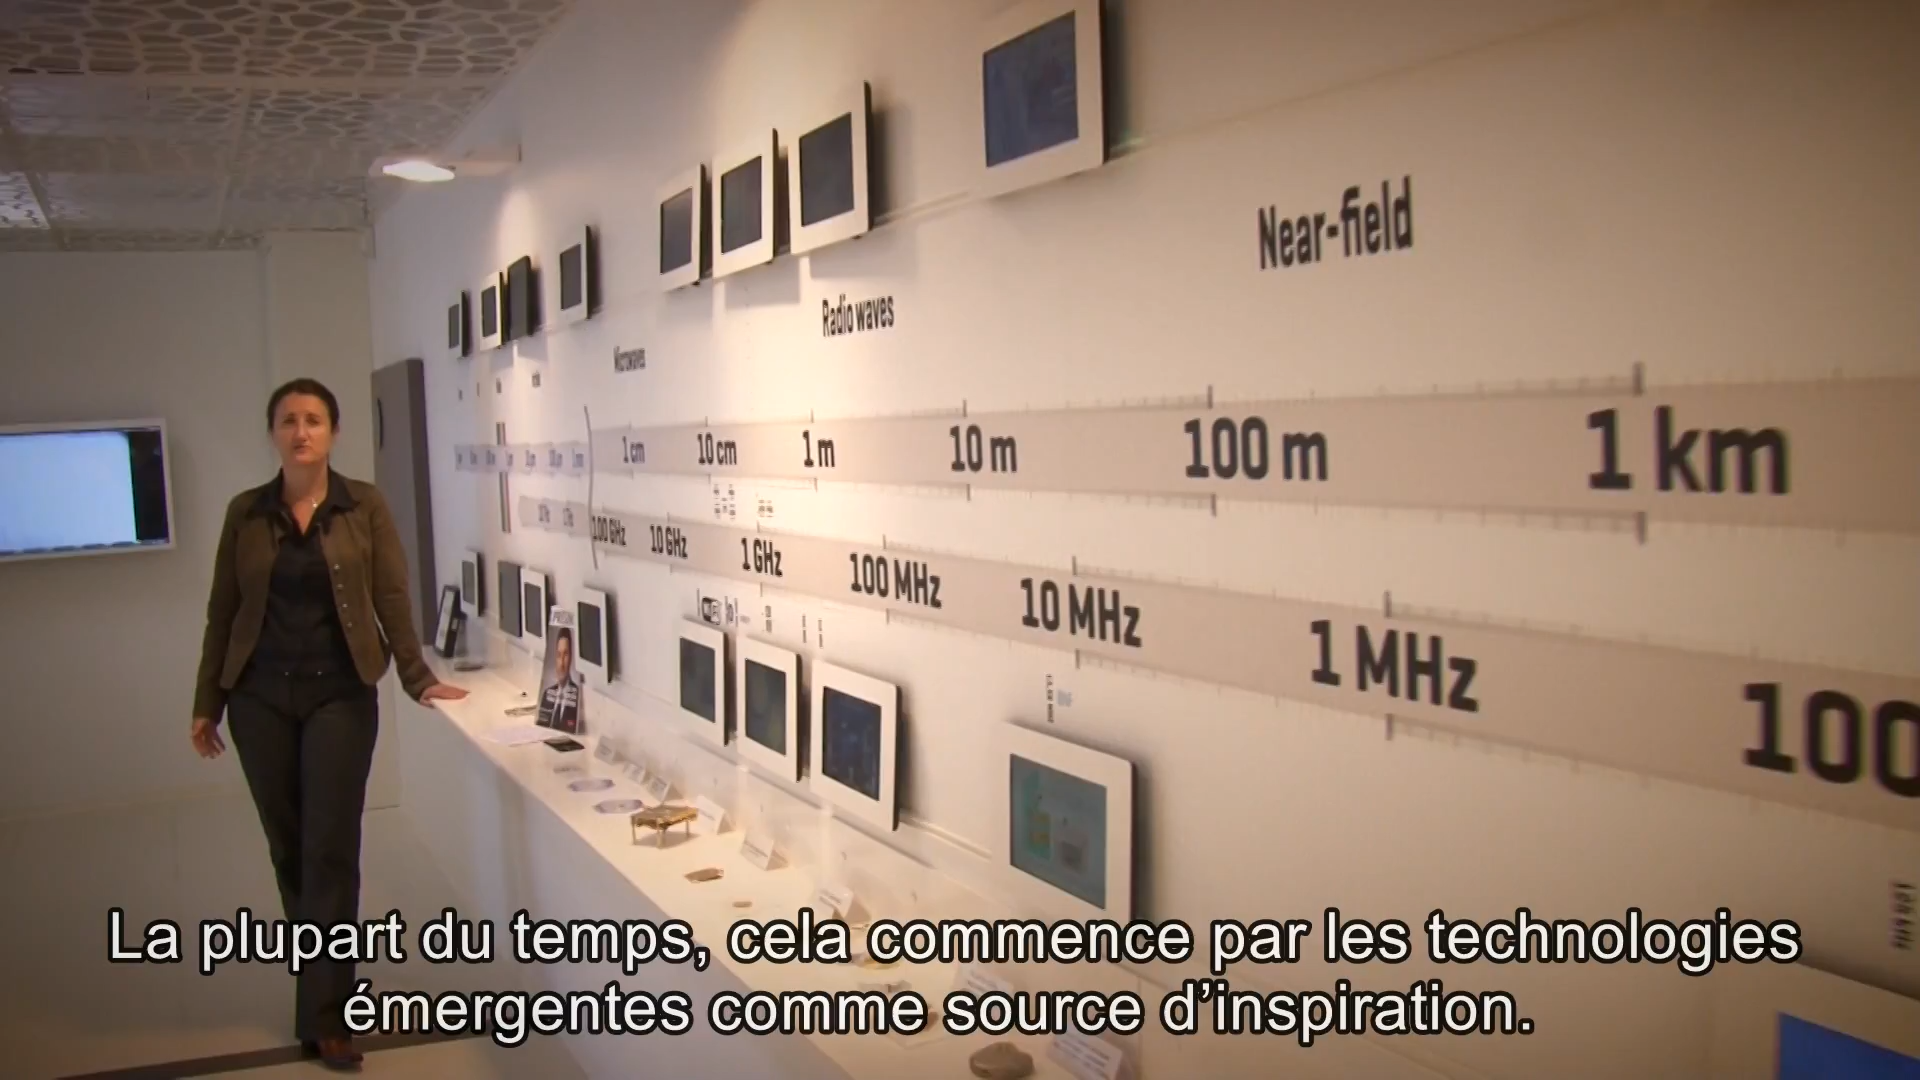 Near-field
Radio waves
Microwaves
1 cm
10 cm
1 m
10 m
100 m
1 km
100 GHz
10 GHz
1 GHz
100 MHz
10 MHz
1 MHz
100
La plupart du temps, cela commence par les technologies
émergentes comme source d’inspiration.